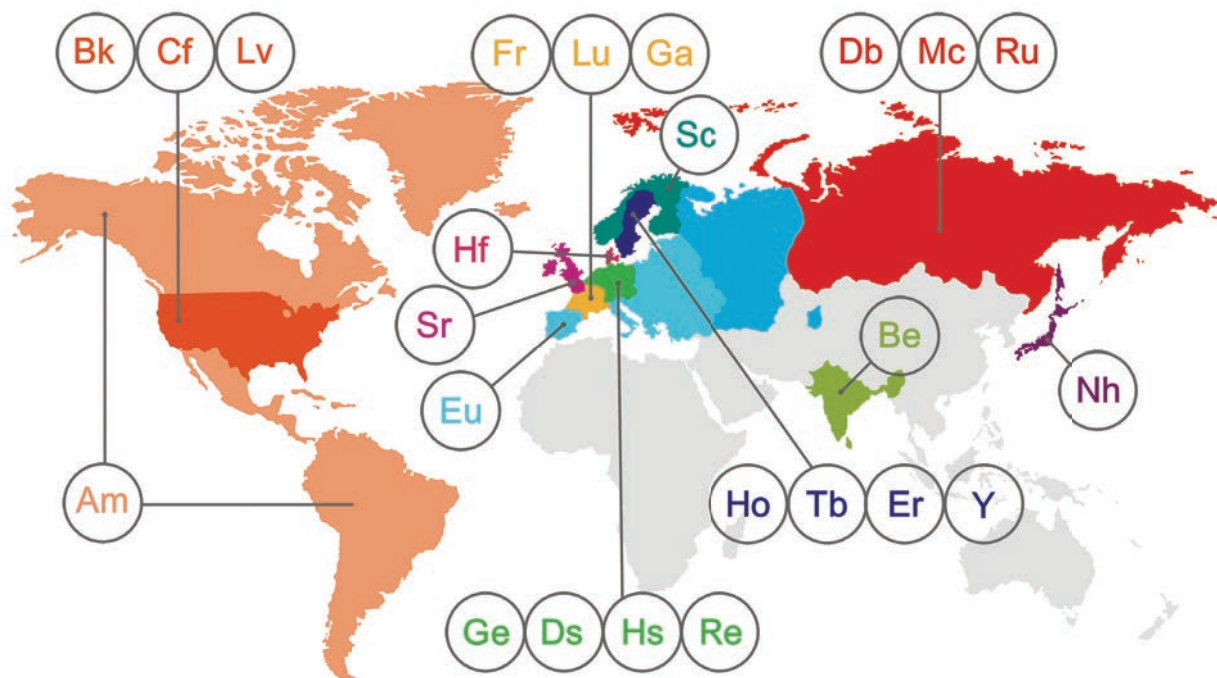 Bk Cf Lv
Fr Lu Ga
Db Mc Ru
Sc
Hf
Sr
Be
Eu
Nh
Am
Ho Tb Er Y
Ge Ds Hs Re